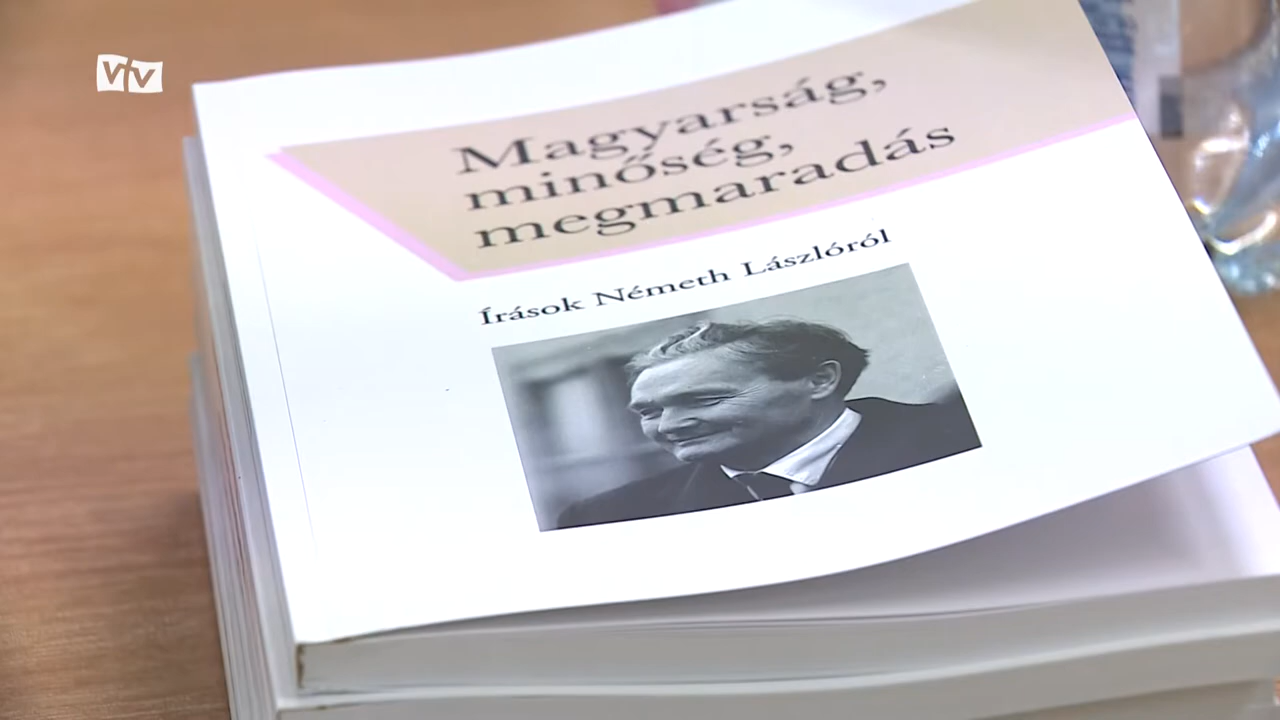 VTV
Magyarság,
minőség,
megmaradás
Írások Németh Lászlóról